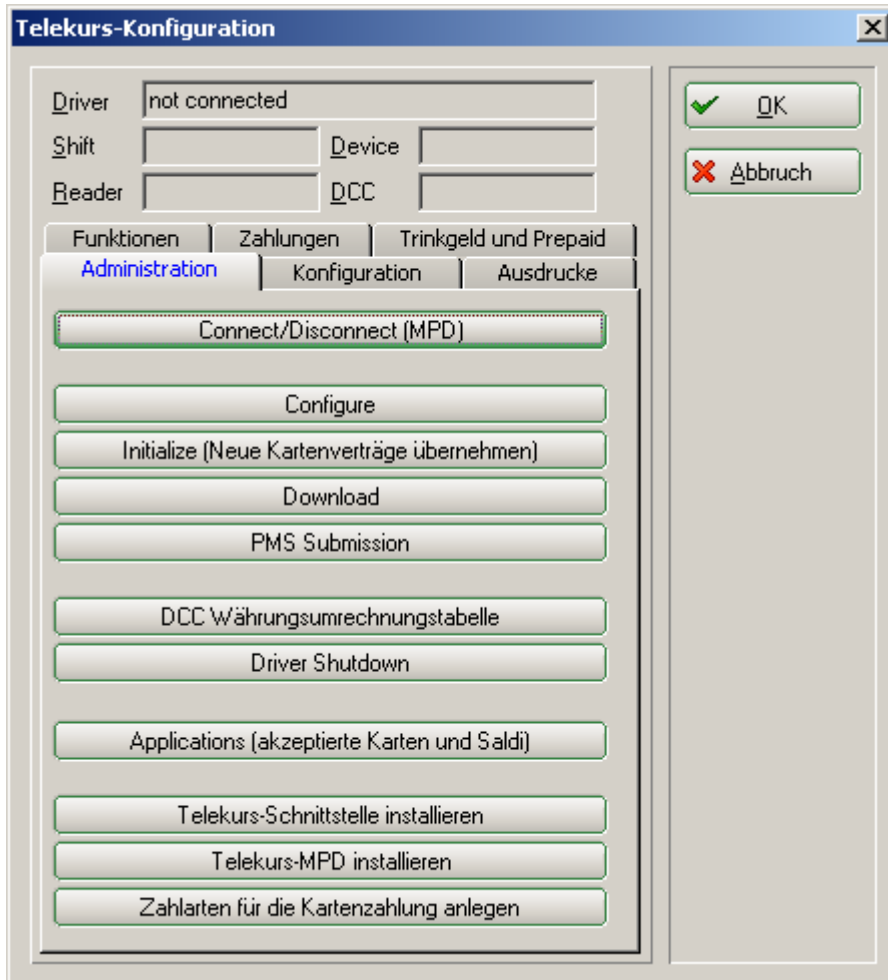 Telekurs-Konfiguration
Driver not connected
Shift Device
Reader DCC
OK
Abbruch
Funktionen Zahlungen Trinkgeld und Prepaid
Administration Konfiguration Ausdrucke
Connect/Disconnect (MPD)
Configure
Initialize (Neue Kartenverträge übernehmen)
Download
PMS Submission
DCC Währungsumrechnungstabelle
Driver Shutdown
Applications (akzeptierte Karten und Saldi)
Telekurs-Schnittstelle installieren
Telekurs-MPD installieren
Zahlarten für die Kartenzahlung anlegen